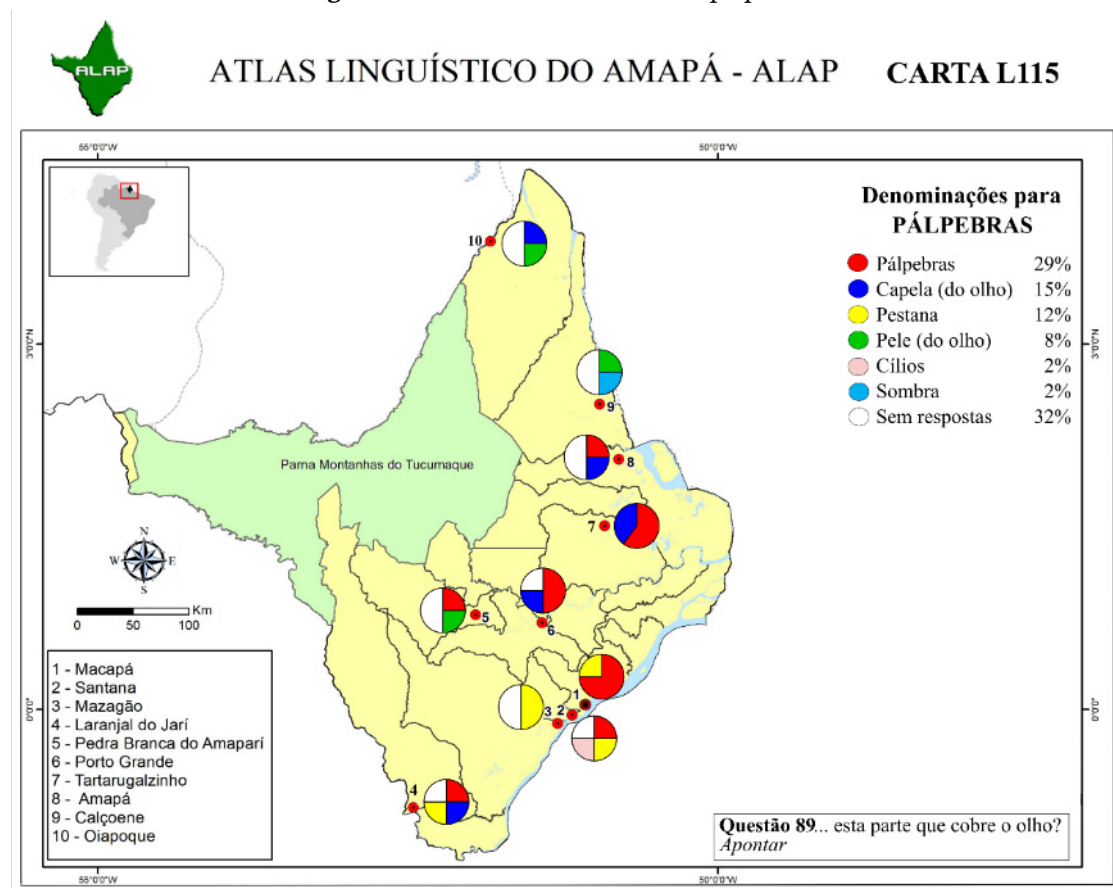 ALAP
ATLAS LINGUÍSTICO DO AMAPÁ - ALAP CARTA L115
55°0'0"W
50°0'0"W
Denominações para
PÁLPEBRAS
Pálpebras 29%
Capela (do olho) 15%
Pestana 12%
Pele (do olho) 8%
Cílios 2%
Sombra 2%
Sem respostas 32%
10
3°0'0"N
3°0'0"N
9
8
Parna Montanhas do Tucumaque
7
N
W E
S
Km
0 50 100
5
6
1
3 2
0°0'0"
0°0'0"
4
1 - Macapá
2 - Santana
3 - Mazagão
4 - Laranjal do Jarí
5 - Pedra Branca do Amaparí
6 - Porto Grande
7 - Tartarugalzinho
8 - Amapá
9 - Calçoene
10 - Oiapoque
Questão 89... esta parte que cobre o olho?
Apontar
55°0'0"W
50°0'0"W